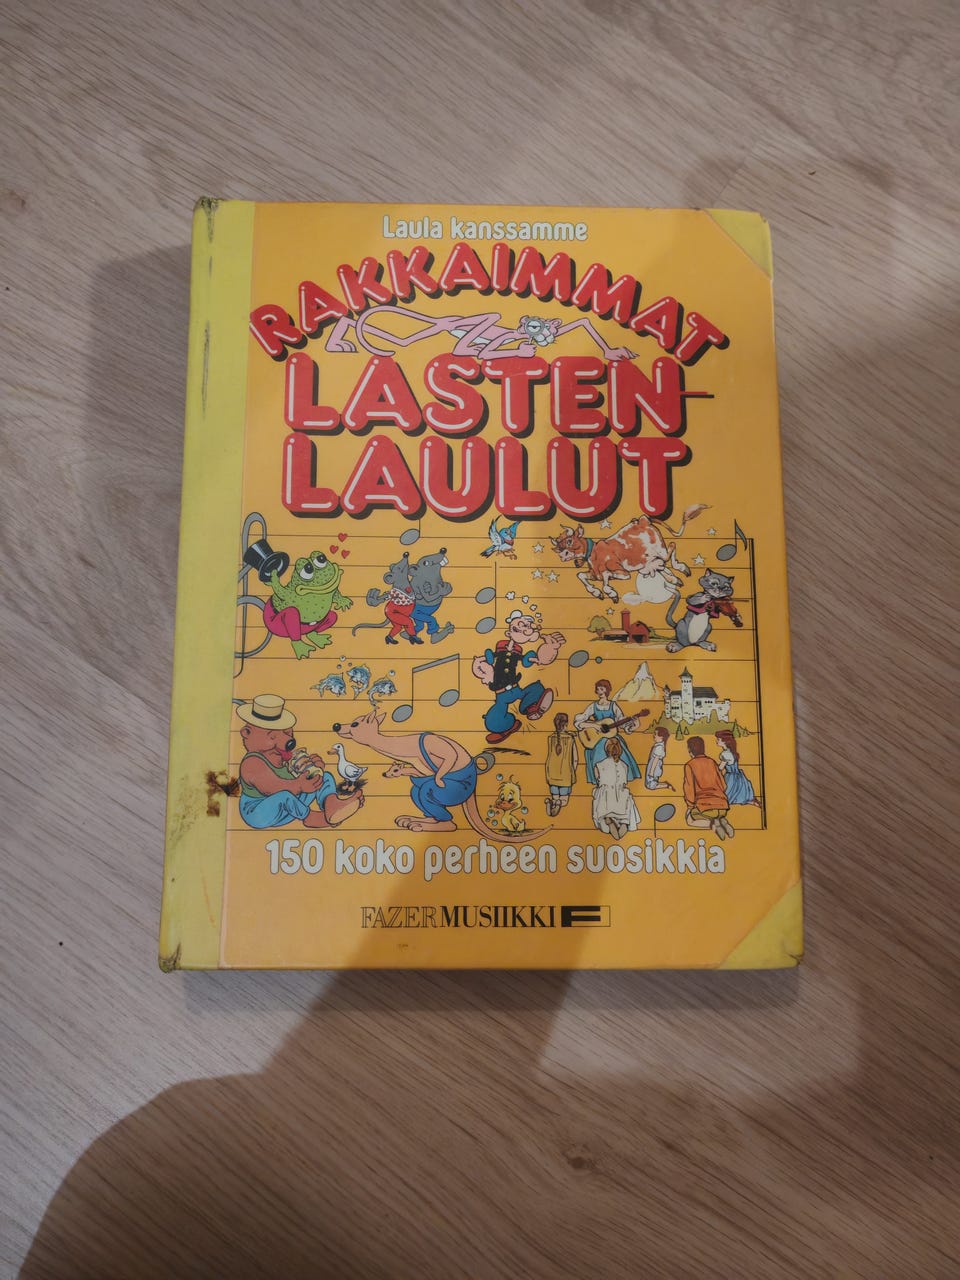 Laula kanssamme
RAKKAIMMAT
LASTEN
LAULUT
150 koko perheen suosikkia
FAZER MUSIIKKI F